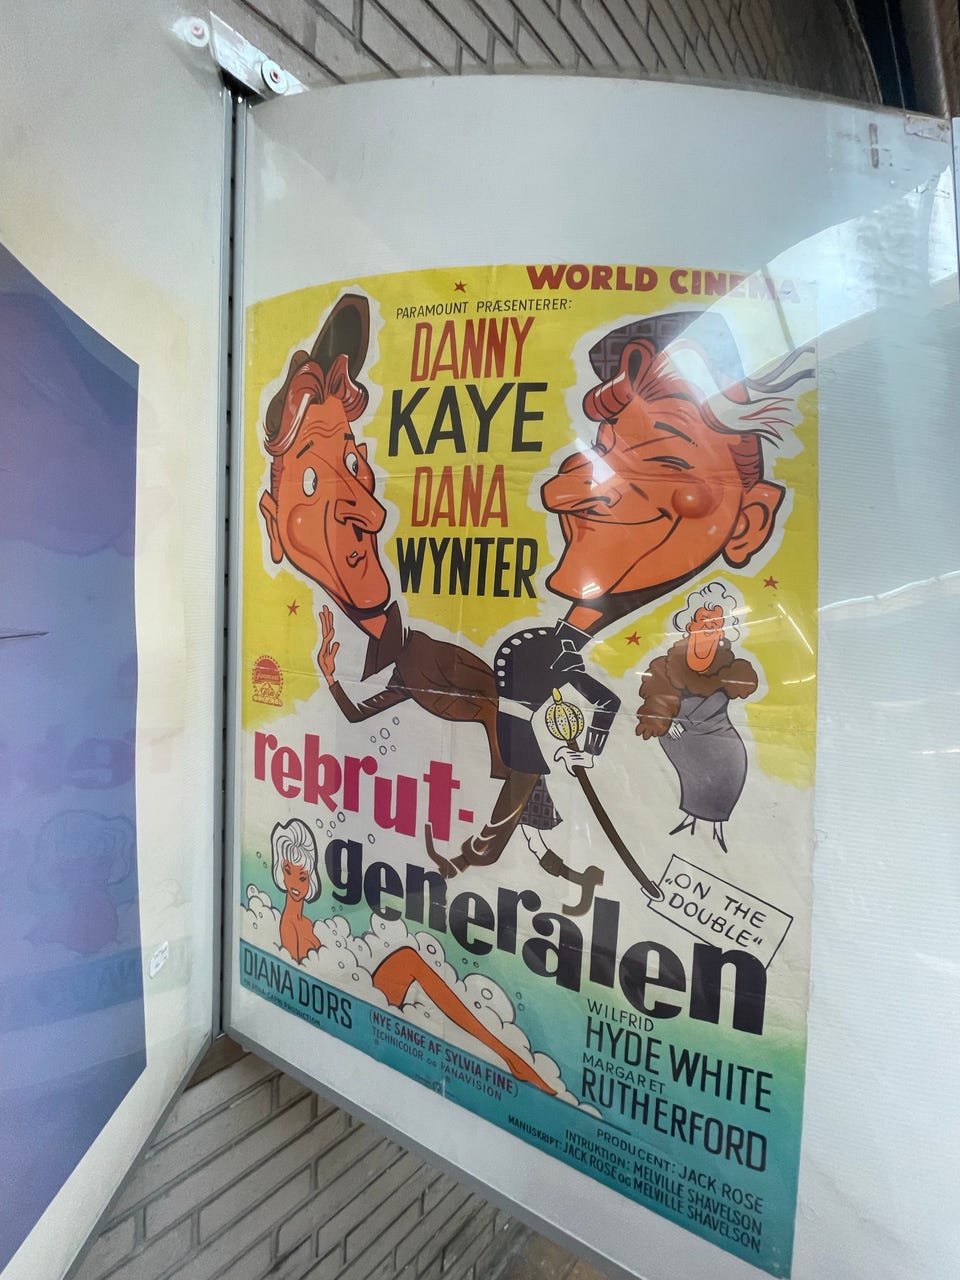 WORLD CINEMA
PARAMOUNT PRÆSENTERER:
DANNY
KAYE
DANA
WYNTER
Paramount
rekrut-
generalen
„ON THE
DOUBLE“
DIANA DORS
(NYE SANGE AF SYLVIA FINE)
TECHNICOLOR OG PANAVISION
WILFRID
HYDE WHITE
MARGARET
RUTHERFORD
PRODUCENT: JACK ROSE
INTRUKTION: MELVILLE SHAVELSON
MANUSKRIPT: JACK ROSE OG MELVILLE SHAVELSON